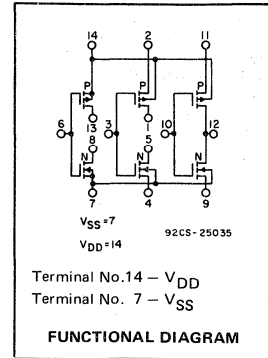 14 2 11
P P P
13 1
6 3 10 12
8 5
N N N
7 4 9
VSS=7
92CS-25035
VDD=14
Terminal No.14 – VDD
Terminal No. 7 – VSS
FUNCTIONAL DIAGRAM